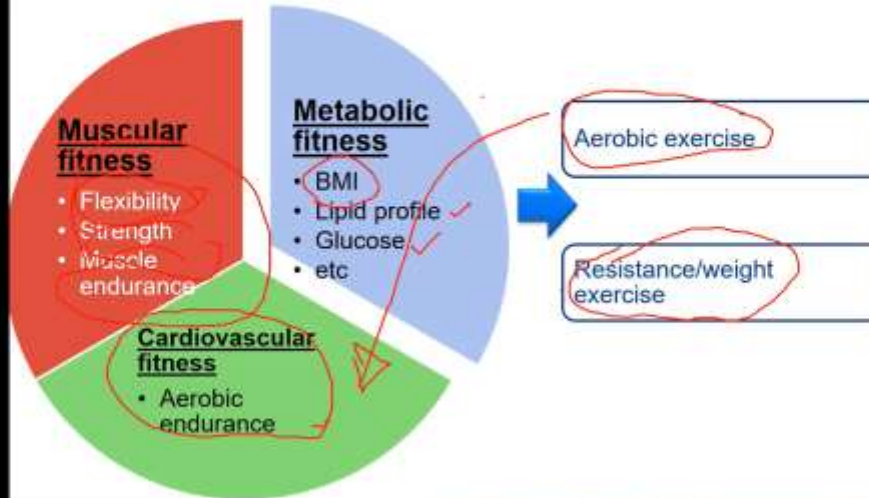 Muscular
fitness
• Flexibility
• Strength
• Muscle
endurance
Metabolic
fitness
• BMI
• Lipid profile
• Glucose
• etc
Cardiovascular
fitness
• Aerobic
endurance
Aerobic exercise
Resistance/weight
exercise